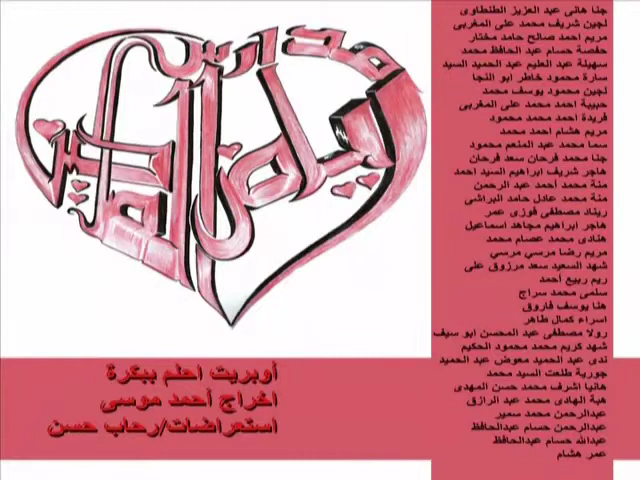 مدارس
رياض
جنا هانى عبد العزيز الطنطاوى
لجين شريف محمد على المغربى
مريم احمد صالح حامد مختار
حفصة حسام عبد الحافظ محمد
سهيلة عبد العليم عبد الحميد السيد
سارة محمود خاطر ابو النجا
لجين محمود يوسف محمد
حبيبة احمد محمد على المغربى
فريدة أحمد محمد محمود
مريم هشام احمد محمد
سما محمد عبد المنعم محمود
جنا محمد فرحان سعد فرحان
هاجر شريف ابراهيم السيد احمد
منة محمد أحمد عبد الرحمن
منة محمد عادل حامد البراشى
ريناد مصطفى فوزى عمر
هاجر ابراهيم مجاهد اسماعيل
هنادى محمد عصام محمد
مريم رضا مرسي مرسي
شهد السعيد سعد مرزوق على
ريم ربيع أحمد
سلمى محمد سراج
هنا يوسف فاروق
اسراء كمال طاهر
رولا مصطفى عبد المحسن ابو سيف
شهد كريم محمد محمود الحكيم
ندى عبد الحميد معوض عبد الحميد
جورية طلعت السيد محمد
هانيا اشرف محمد حسن المهدى
هبة الهادى محمد عبد الرازق
عبدالرحمن محمد سمير
عبدالرحمن حسام عبدالحافظ
عبدالله حسام عبدالحافظ
عمر هشام
أوبريت احلم ببكرة
اخراج أحمد موسى
استعراضات/رحاب حسن